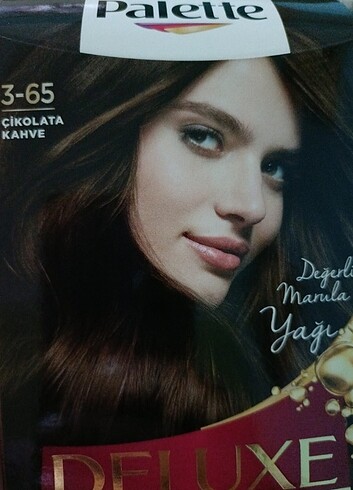 Palette
3-65
ÇİKOLATA
KAHVE
Değerli
Marula
Yağı
DELUXE